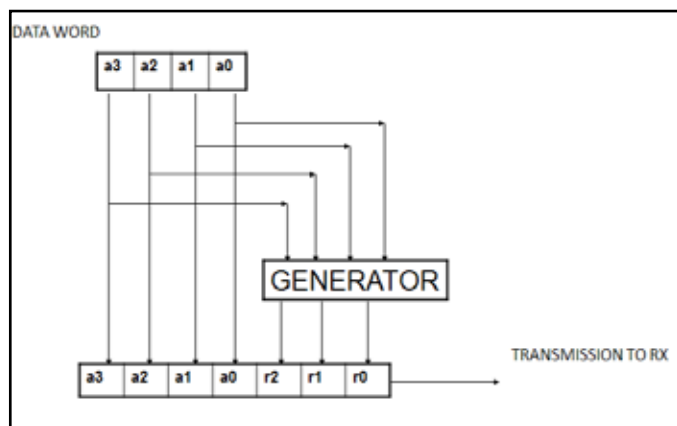 DATA WORD
a3 a2 a1 a0
GENERATOR
TRANSMISSION TO RX
a3 a2 a1 a0 r2 r1 r0